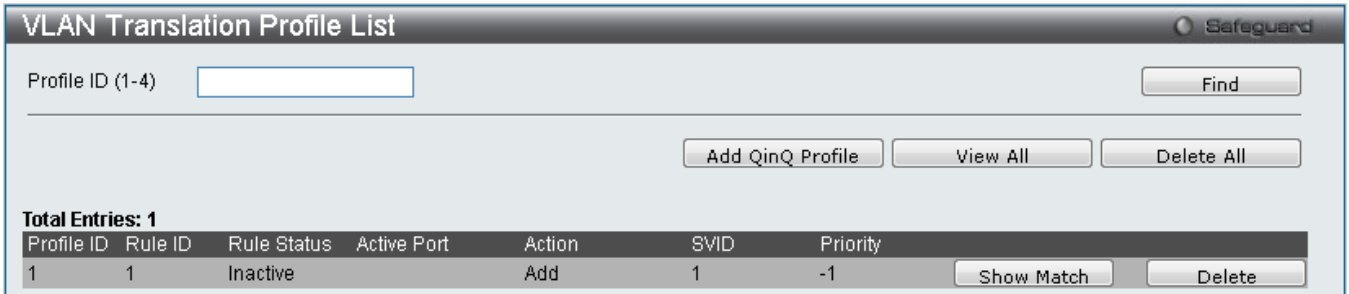 VLAN Translation Profile List Safeguard
Profile ID (1-4) Find
Add QinQ Profile View All Delete All
Total Entries: 1
Profile ID Rule ID Rule Status Active Port Action SVID Priority
1 1 Inactive Add 1 -1 Show Match Delete